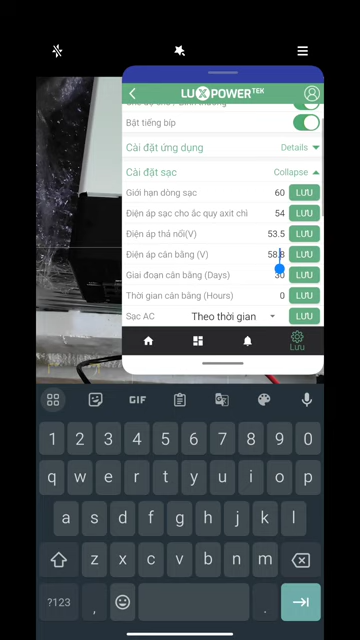 LUXPOWERTEK
Bật tiếng bíp
Cài đặt ứng dụng Details
Cài đặt sạc Collapse
Giới hạn dòng sạc 60 LƯU
Điện áp sạc cho ắc quy axit chì 54 LƯU
Điện áp thả nổi(V) 53.5 LƯU
Điện áp cân bằng (V) 58.8 LƯU
Giai đoạn cân bằng (Days) 30 LƯU
Thời gian cân bằng (Hours) 0 LƯU
Sạc AC Theo thời gian LƯU
Lưu
GIF
1 2 3 4 5 6 7 8 9 0
q w e r t y u i o p
a s d f g h j k l
z x c v b n m
?123 , .